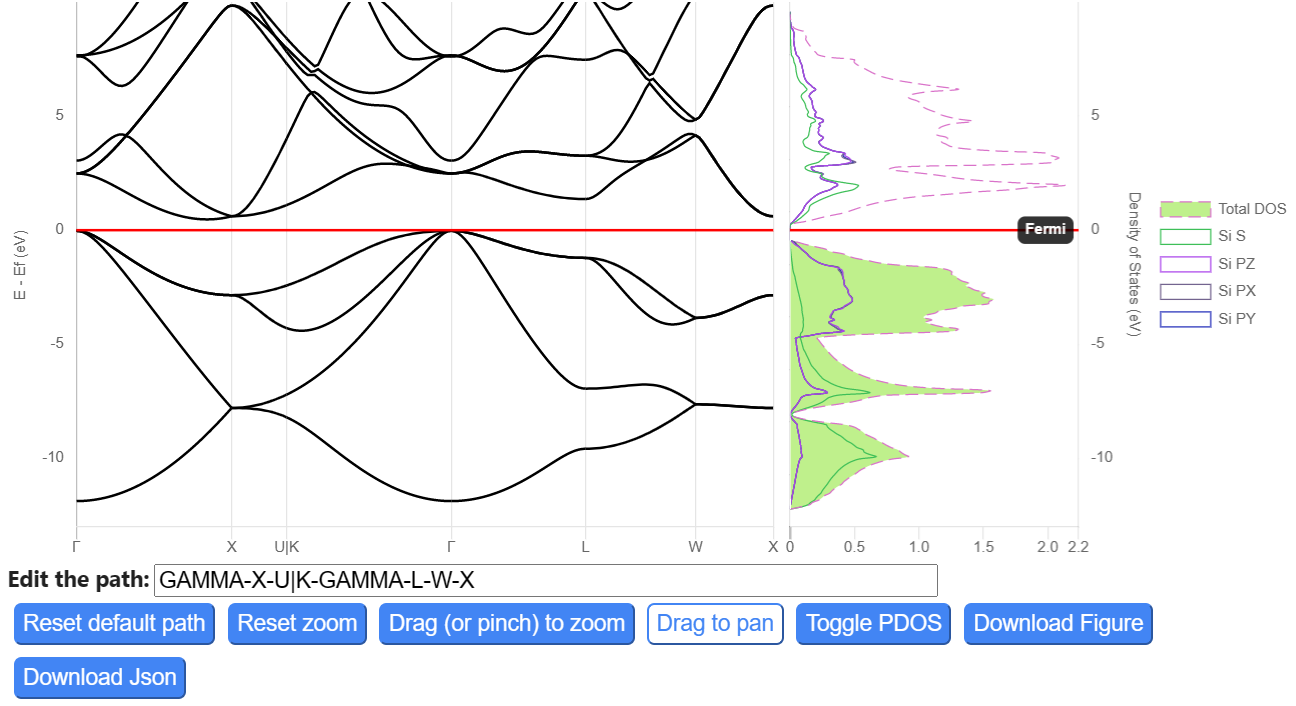 5
0
-5
-10
E - Ef (eV)
Γ X U|K Γ L W X
5
0
-5
-10
Fermi
Density of States (eV)
0 0.5 1.0 1.5 2.0 2.2
Total DOS
Si S
Si PZ
Si PX
Si PY
Edit the path: GAMMA-X-U|K-GAMMA-L-W-X
Reset default path Reset zoom Drag (or pinch) to zoom Drag to pan Toggle PDOS Download Figure
Download Json